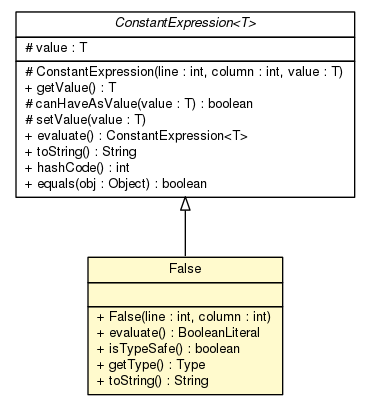 ConstantExpression<T>
# value : T
# ConstantExpression(line : int, column : int, value : T)
+ getValue() : T
# canHaveAsValue(value : T) : boolean
# setValue(value : T)
+ evaluate() : ConstantExpression<T>
+ toString() : String
+ hashCode() : int
+ equals(obj : Object) : boolean
False
+ False(line : int, column : int)
+ evaluate() : BooleanLiteral
+ isTypeSafe() : boolean
+ getType() : Type
+ toString() : String